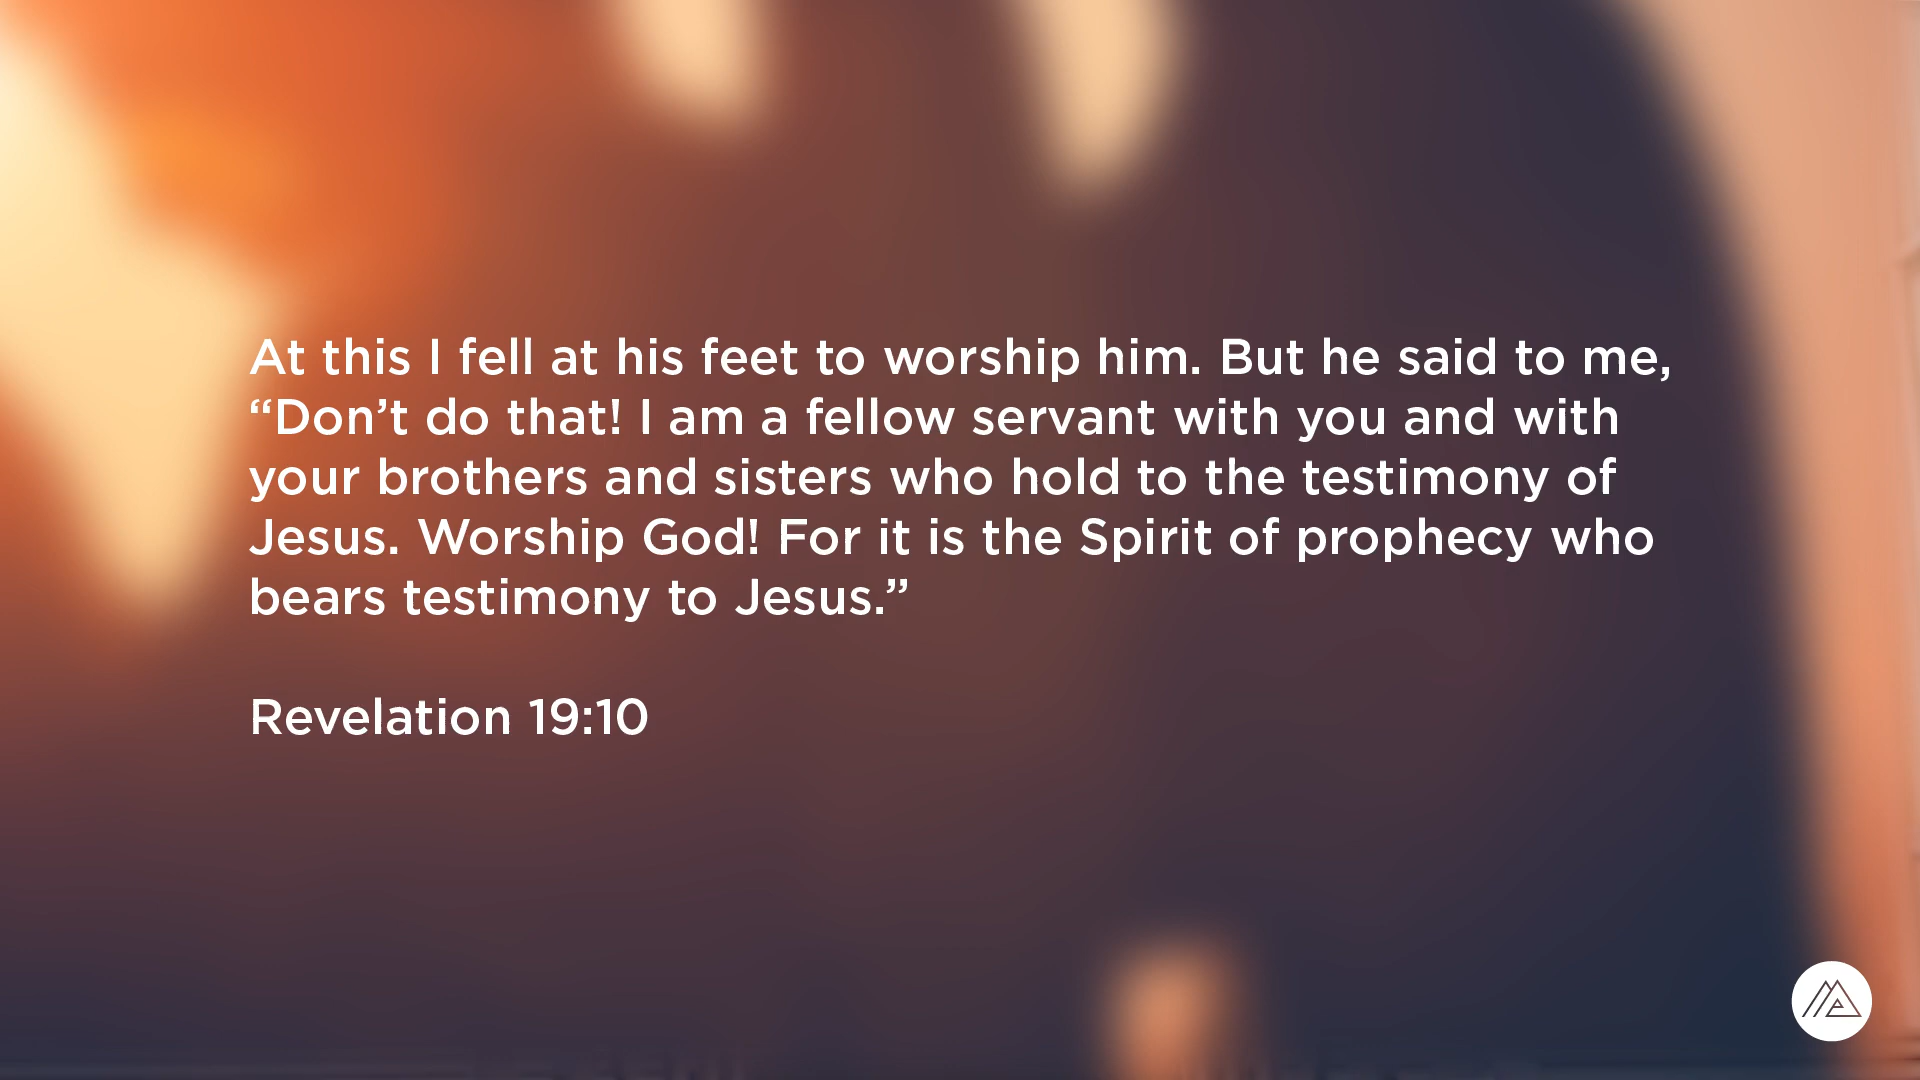 At this I fell at his feet to worship him. But he said to me,
“Don’t do that! I am a fellow servant with you and with
your brothers and sisters who hold to the testimony of
Jesus. Worship God! For it is the Spirit of prophecy who
bears testimony to Jesus.”
Revelation 19:10